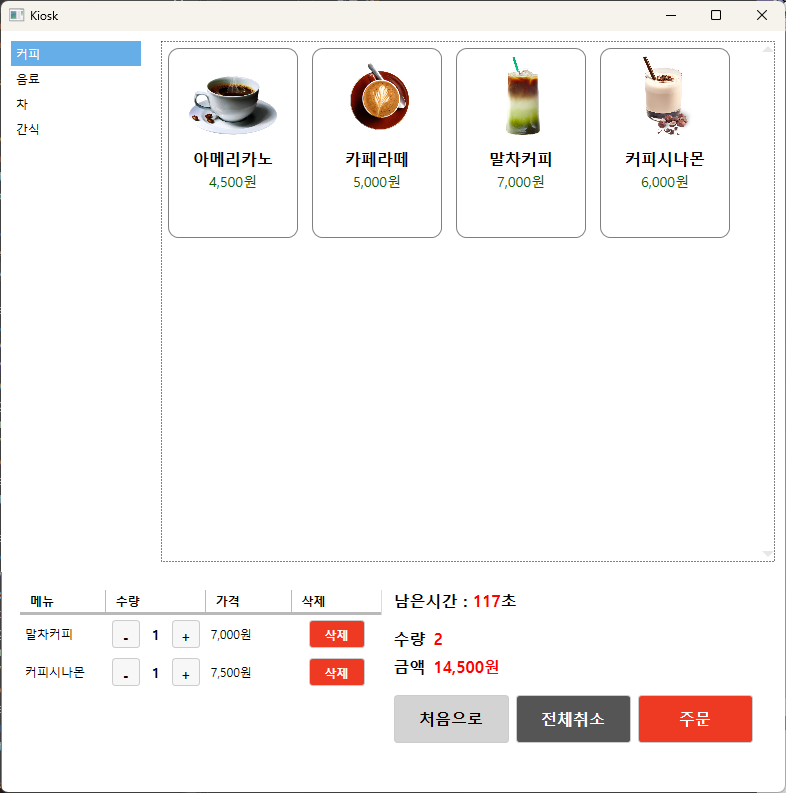 Kiosk
커피
음료
차
간식
아메리카노 카페라떼 말차커피 커피시나몬
4,500원 5,000원 7,000원 6,000원
메뉴 수량 가격 삭제
말차커피 - 1 + 7,000원 삭제
커피시나몬 - 1 + 7,500원 삭제
남은시간 : 117초
수량 2
금액 14,500원
처음으로 전체취소 주문